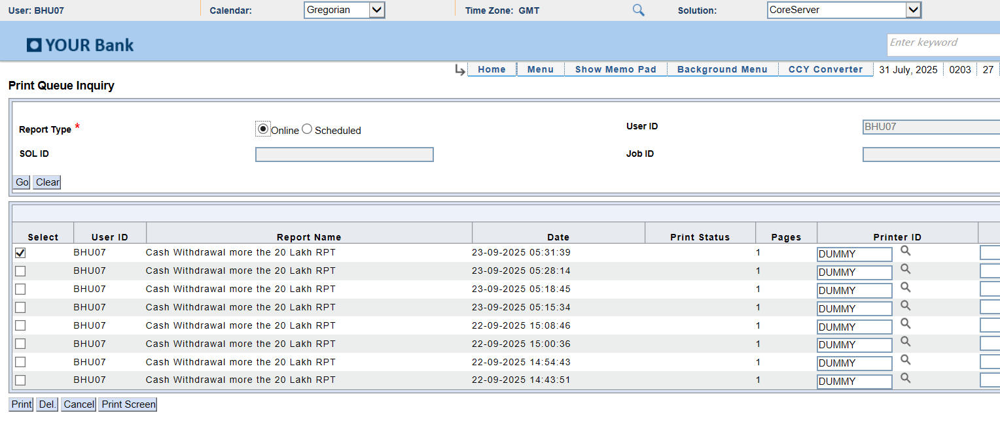 User: BHU07 Calendar: Gregorian Time Zone: GMT Solution: CoreServer
YOUR Bank Enter keyword
Home Menu Show Memo Pad Background Menu CCY Converter 31 July, 2025 0203 27
Print Queue Inquiry
Report Type * Online Scheduled User ID BHU07
SOL ID Job ID
Go Clear
Select User ID Report Name Date Print Status Pages Printer ID
BHU07 Cash Withdrawal more the 20 Lakh RPT 23-09-2025 05:31:39 1 DUMMY
BHU07 Cash Withdrawal more the 20 Lakh RPT 23-09-2025 05:28:14 1 DUMMY
BHU07 Cash Withdrawal more the 20 Lakh RPT 23-09-2025 05:18:45 1 DUMMY
BHU07 Cash Withdrawal more the 20 Lakh RPT 23-09-2025 05:15:34 1 DUMMY
BHU07 Cash Withdrawal more the 20 Lakh RPT 22-09-2025 15:08:46 1 DUMMY
BHU07 Cash Withdrawal more the 20 Lakh RPT 22-09-2025 15:00:36 1 DUMMY
BHU07 Cash Withdrawal more the 20 Lakh RPT 22-09-2025 14:54:43 1 DUMMY
BHU07 Cash Withdrawal more the 20 Lakh RPT 22-09-2025 14:43:51 1 DUMMY
Print Del. Cancel Print Screen